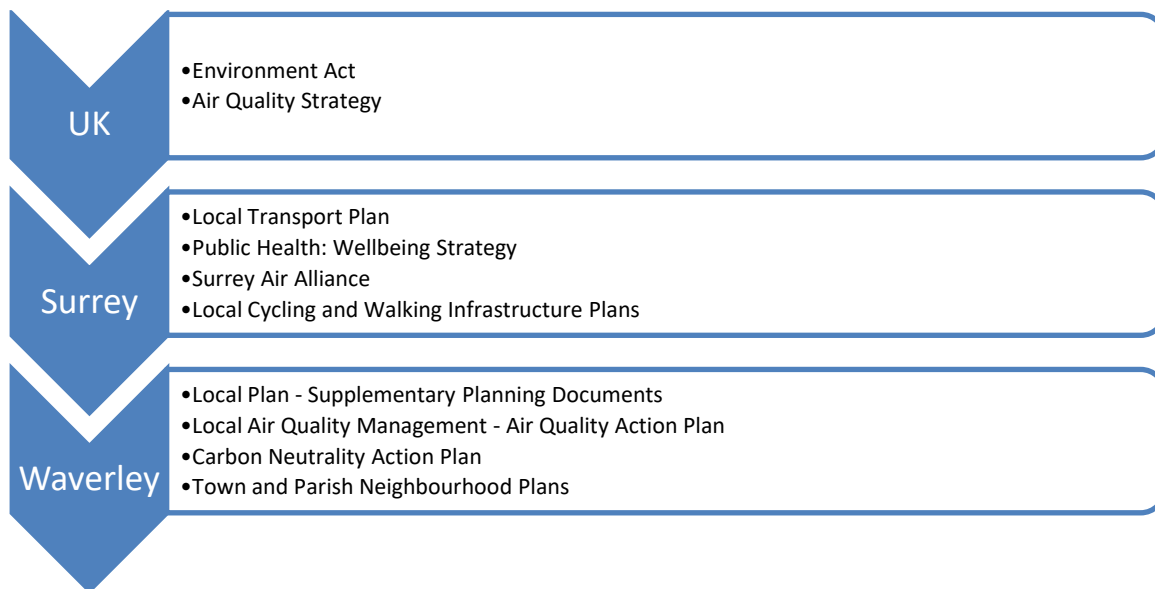 UK
•Environment Act
•Air Quality Strategy
Surrey
•Local Transport Plan
•Public Health: Wellbeing Strategy
•Surrey Air Alliance
•Local Cycling and Walking Infrastructure Plans
Waverley
•Local Plan - Supplementary Planning Documents
•Local Air Quality Management - Air Quality Action Plan
•Carbon Neutrality Action Plan
•Town and Parish Neighbourhood Plans